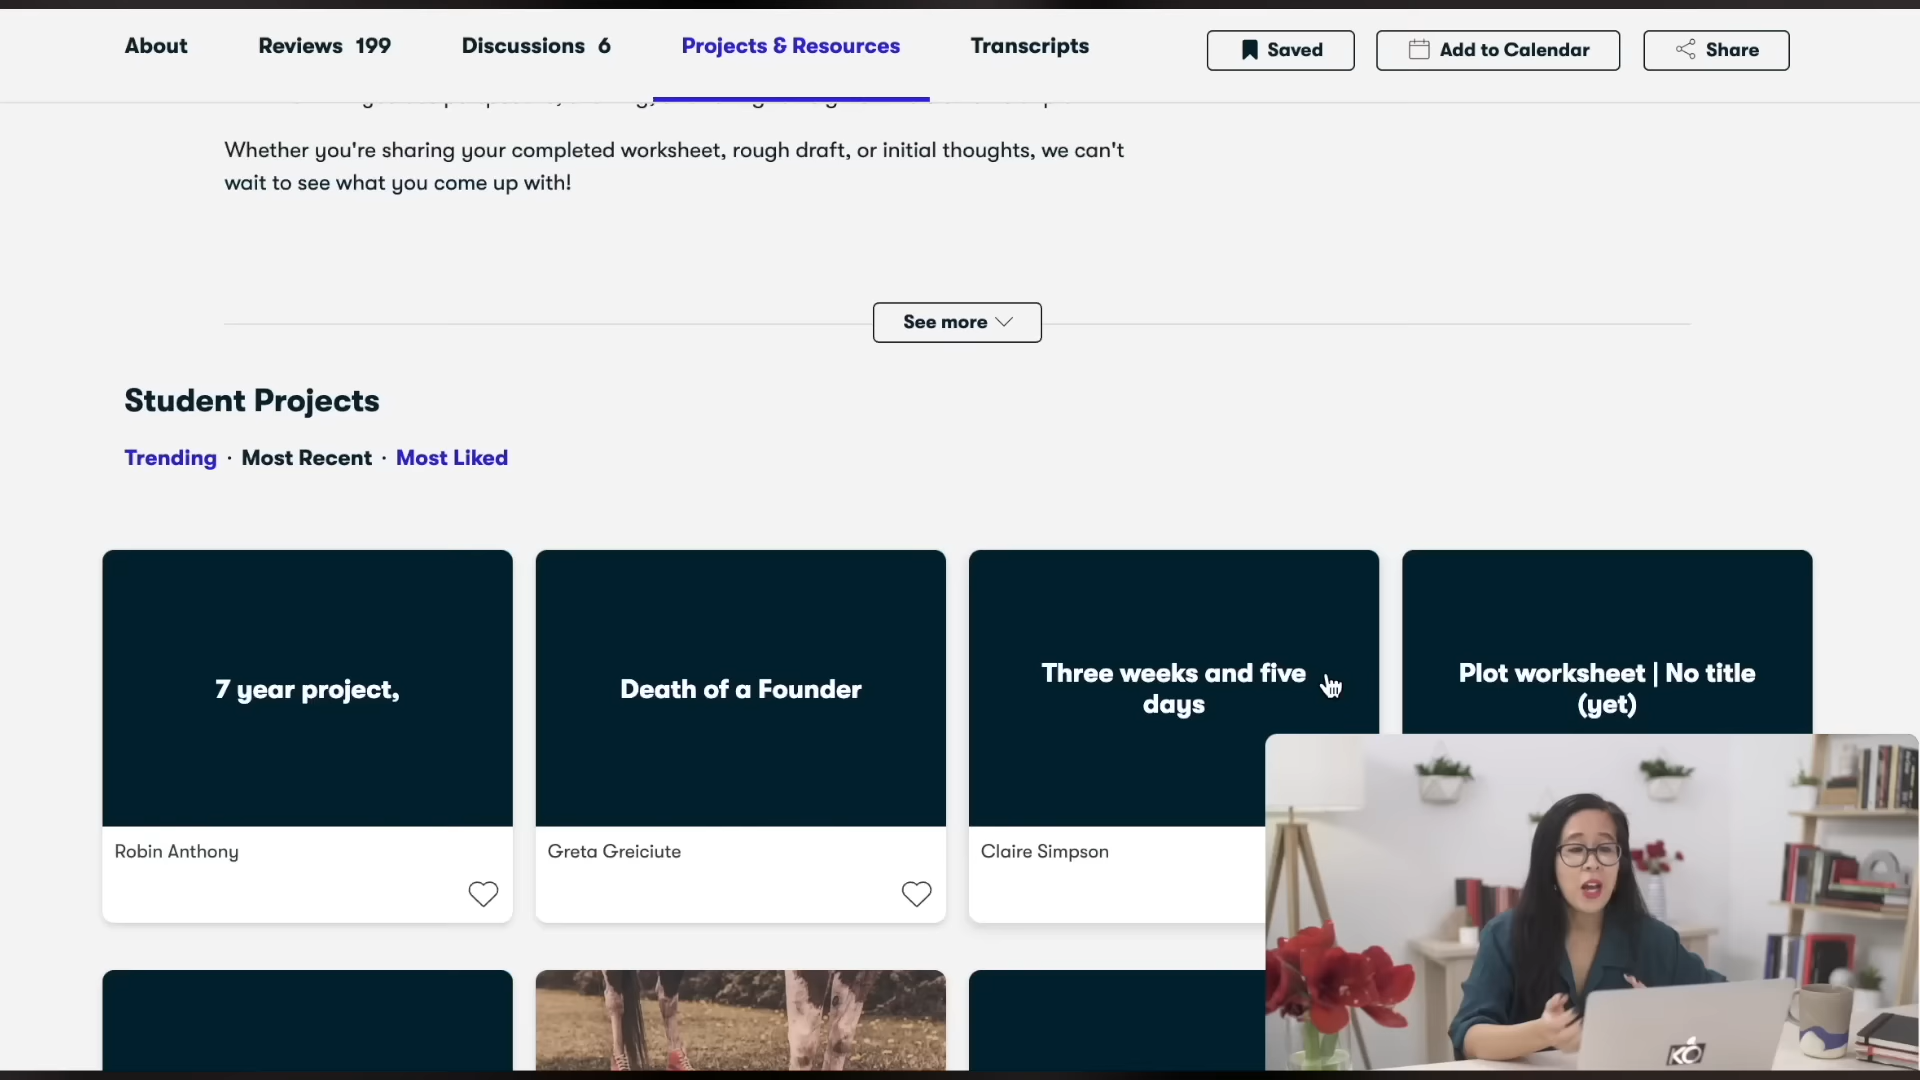 About
Reviews 199
Discussions 6
Projects & Resources
Transcripts
Saved
Add to Calendar
Share
Whether you're sharing your completed worksheet, rough draft, or initial thoughts, we can't
wait to see what you come up with!
See more
Student Projects
Trending · Most Recent · Most Liked
7 year project,
Death of a Founder
Three weeks and five
days
Plot worksheet | No title
(yet)
Robin Anthony
Greta Greiciute
Claire Simpson
KO